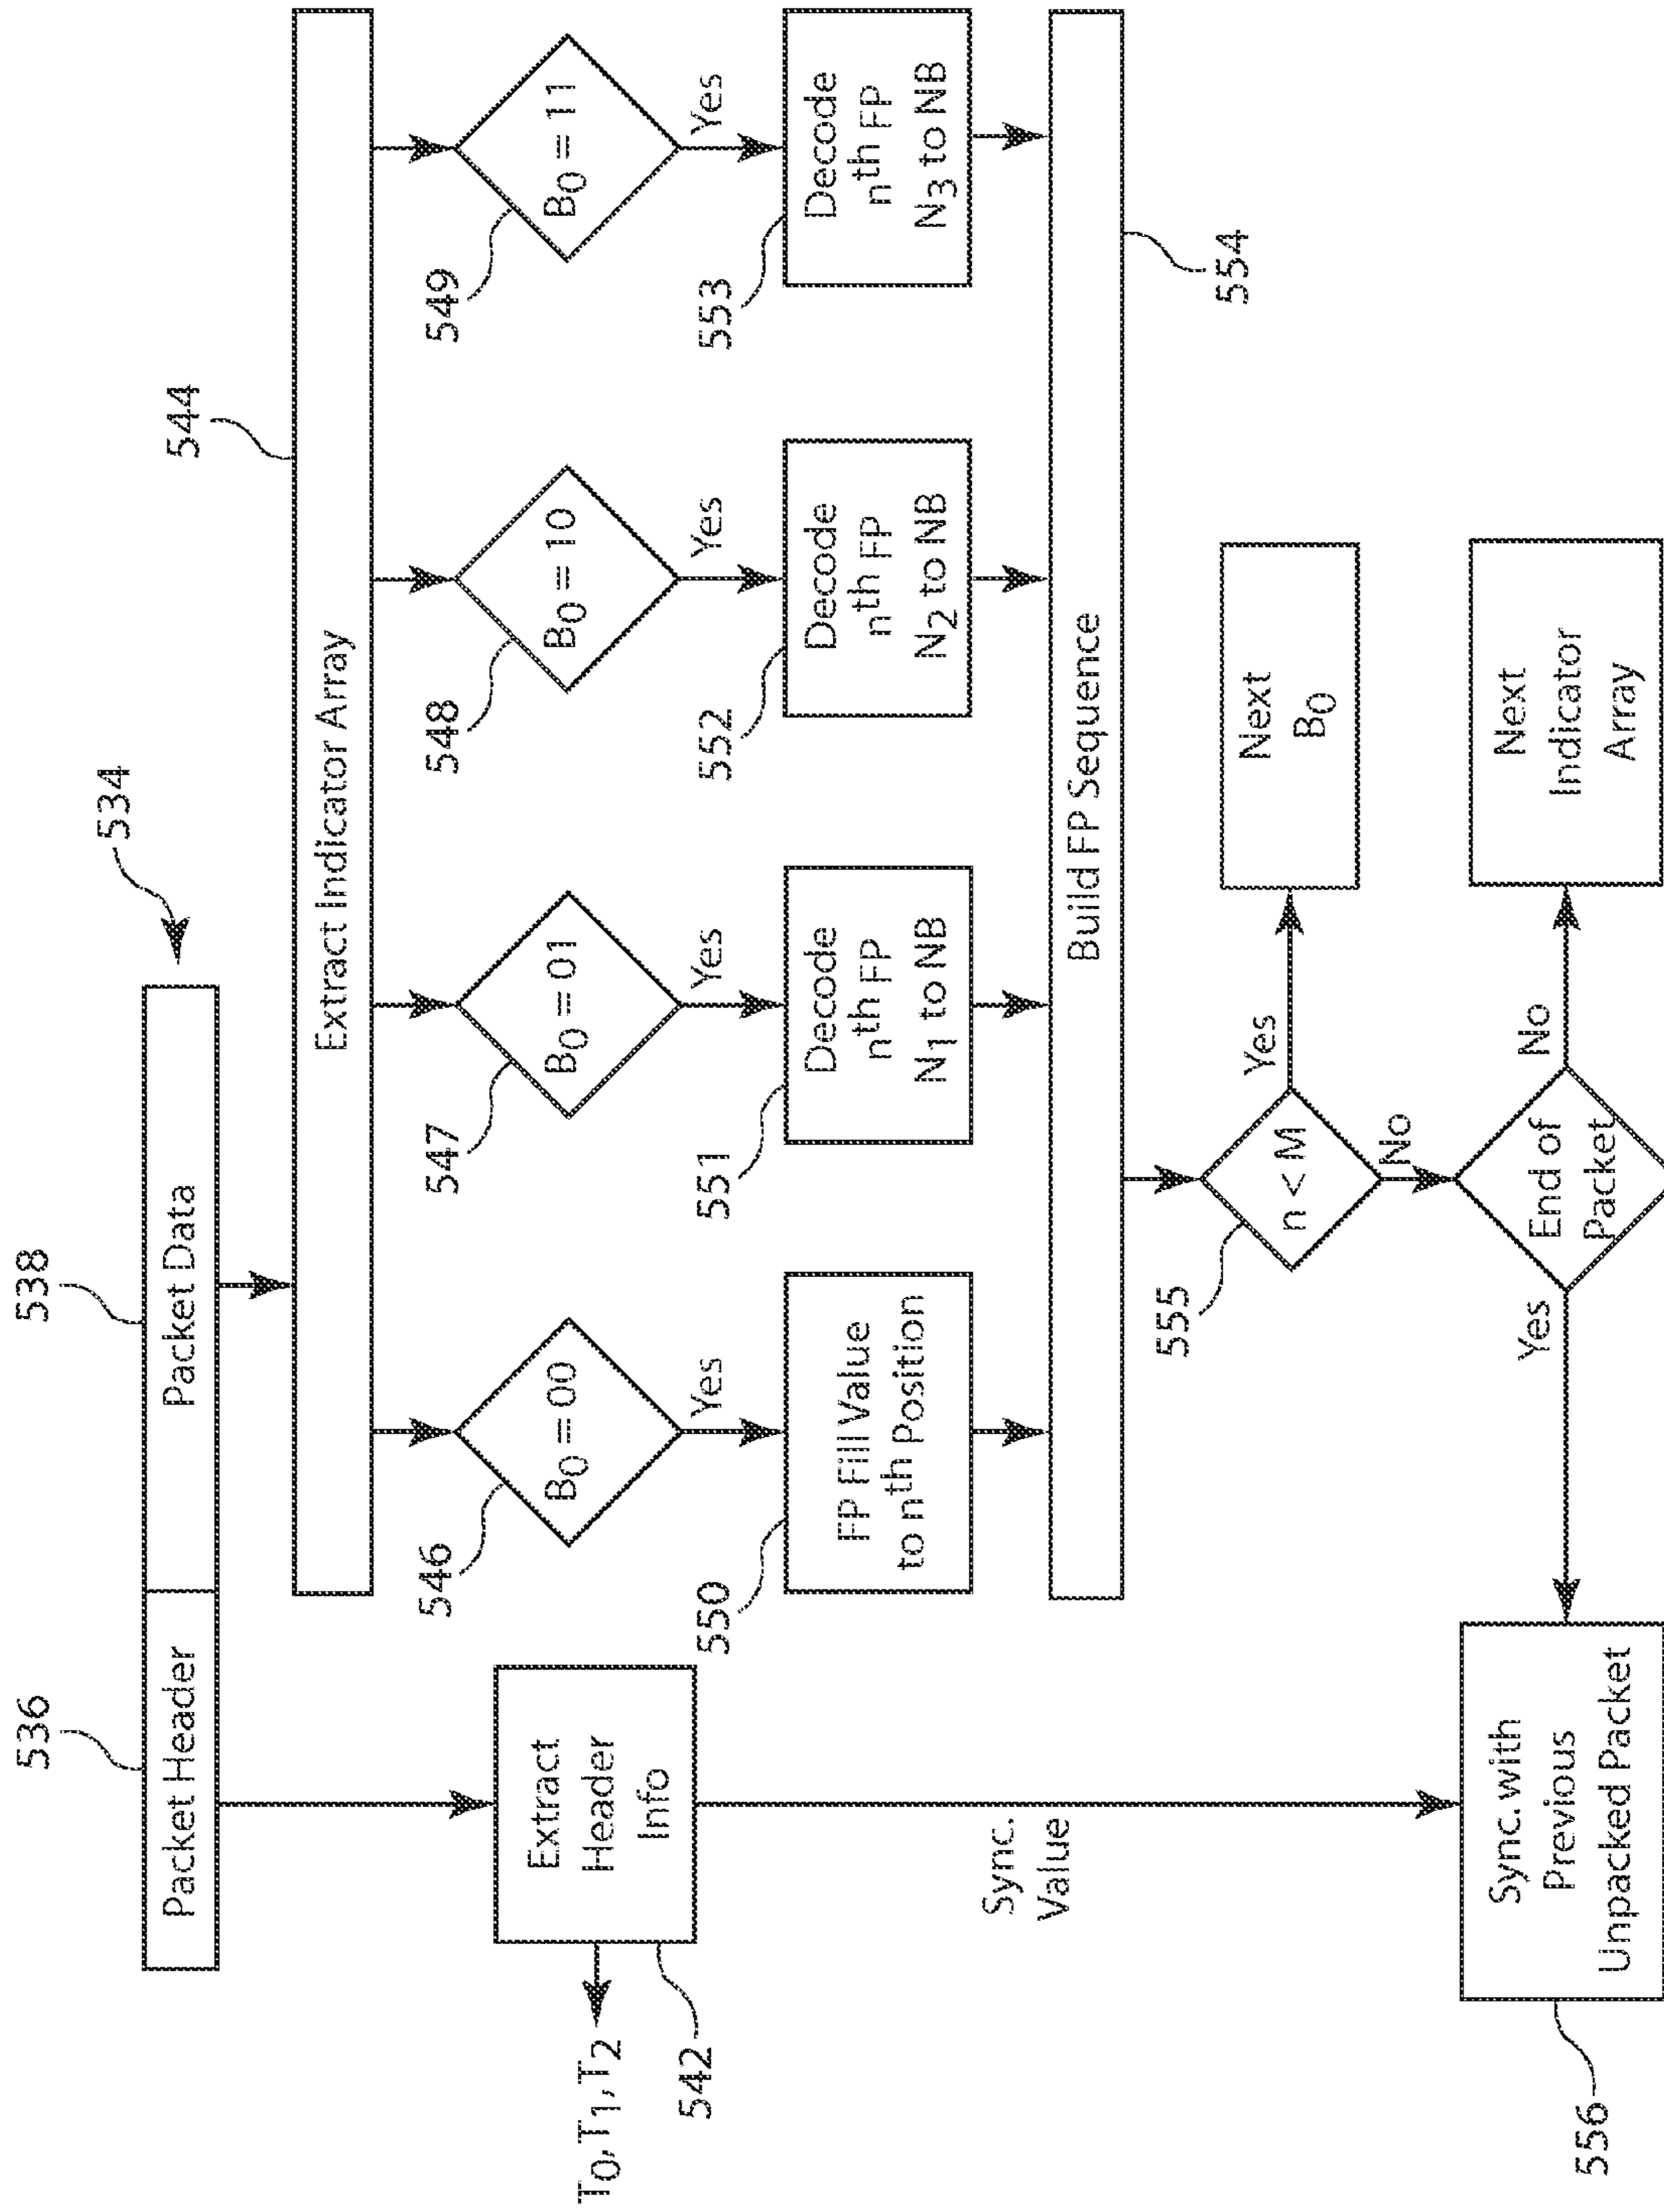 534
536
538
Packet Header
Packet Data
544
Extract Indicator Array
Extract
Header
Info
542
T₀,T₁,T₂
546
B₀ = 00
547
B₀ = 01
548
B₀ = 10
549
B₀ = 11
Yes
Yes
Yes
Yes
550
FP Fill Value
to nᵗʰ Position
551
Decode
nᵗʰ FP
N₁ to NB
552
Decode
nᵗʰ FP
N₂ to NB
553
Decode
nᵗʰ FP
N₃ to NB
Build FP Sequence
554
Sync.
Value
555
n < M
Yes
Next
B₀
No
End of
Packet
No
Next
Indicator
Array
Yes
Sync. with
Previous
Unpacked Packet
556